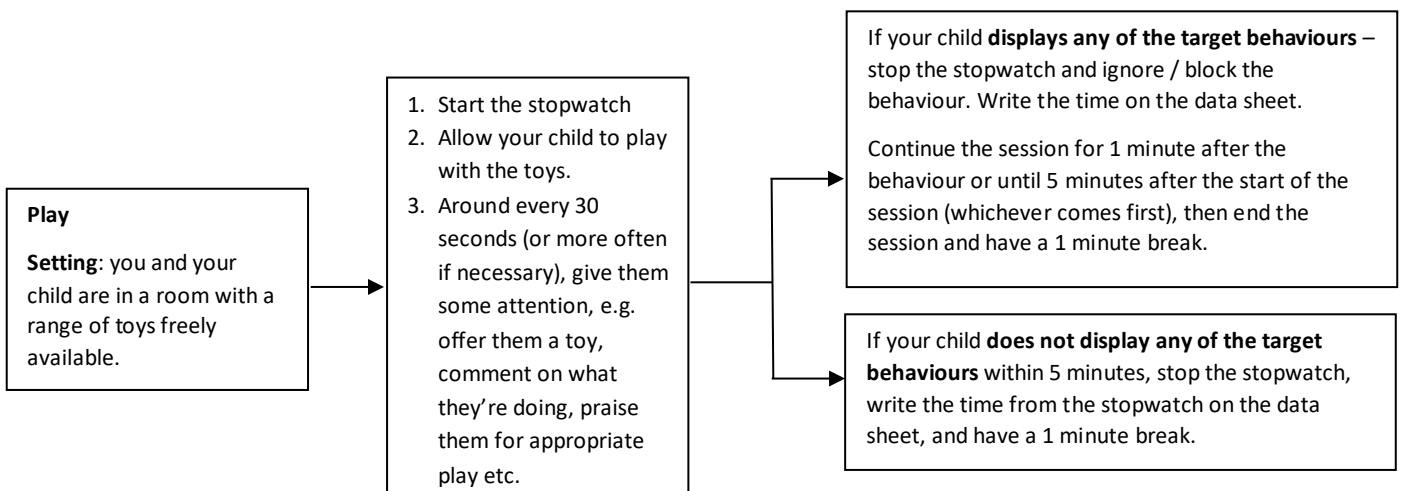 Play
Setting: you and your
child are in a room with a
range of toys freely
available.
1. Start the stopwatch
2. Allow your child to play
with the toys.
3. Around every 30
seconds (or more often
if necessary), give them
some attention, e.g.
offer them a toy,
comment on what
they’re doing, praise
them for appropriate
play etc.
If your child displays any of the target behaviours –
stop the stopwatch and ignore / block the
behaviour. Write the time on the data sheet.
Continue the session for 1 minute after the
behaviour or until 5 minutes after the start of the
session (whichever comes first), then end the
session and have a 1 minute break.
If your child does not display any of the target
behaviours within 5 minutes, stop the stopwatch,
write the time from the stopwatch on the data
sheet, and have a 1 minute break.